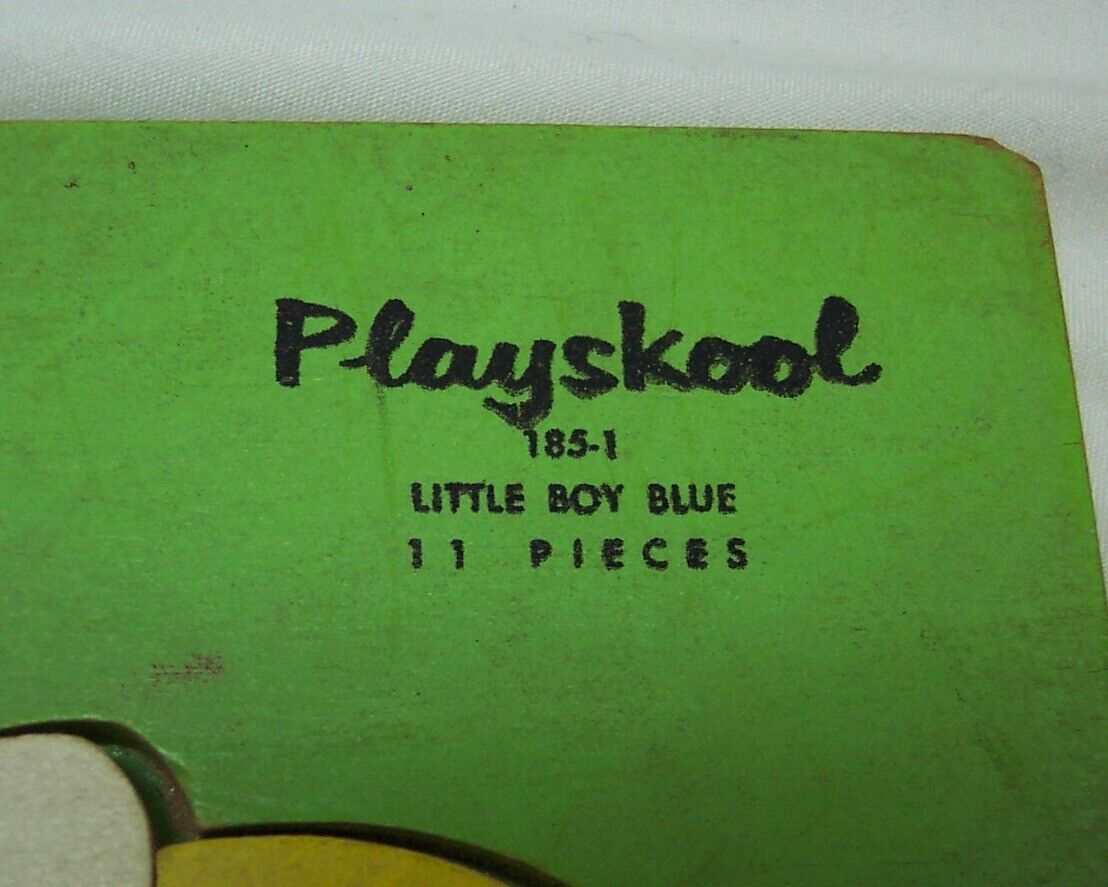 Playskool
185-1
LITTLE BOY BLUE
11 PIECES